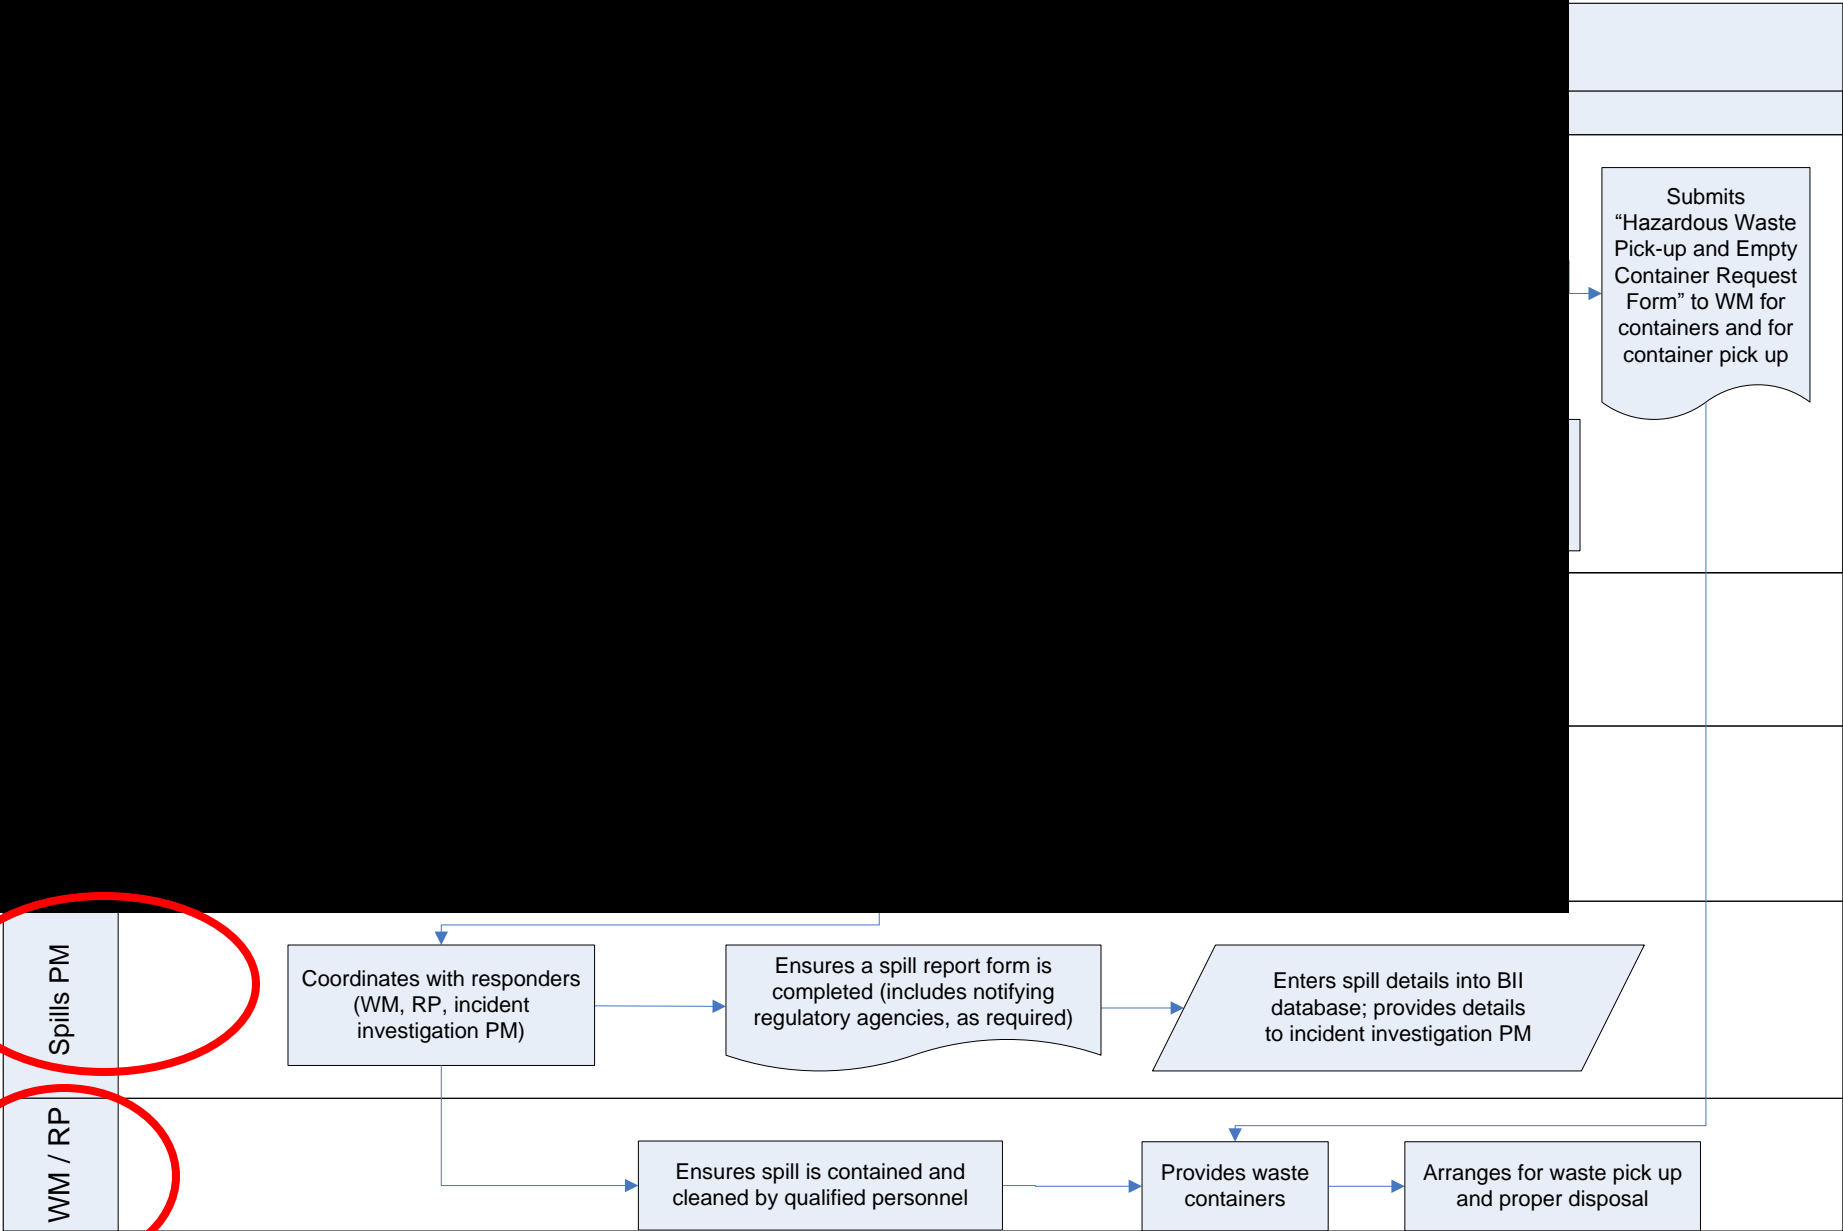 Submits
“Hazardous Waste
Pick-up and Empty
Container Request
Form” to WM for
containers and for
container pick up
Spills PM
Coordinates with responders
(WM, RP, incident
investigation PM)
Ensures a spill report form is
completed (includes notifying
regulatory agencies, as required)
Enters spill details into BII
database; provides details
to incident investigation PM
WM / RP
Ensures spill is contained and
cleaned by qualified personnel
Provides waste
containers
Arranges for waste pick up
and proper disposal